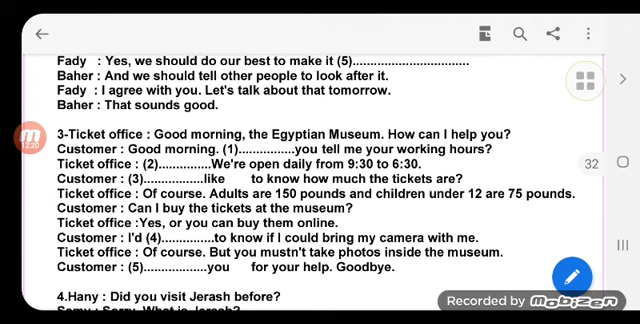 Fady : Yes, we should do our best to make it (5)................................
Baher : And we should tell other people to look after it.
Fady : I agree with you. Let's talk about that tomorrow.
Baher : That sounds good.
3-Ticket office : Good morning, the Egyptian Museum. How can I help you?
Customer : Good morning. (1)...............you tell me your working hours?
Ticket office : (2)...............We're open daily from 9:30 to 6:30.
Customer : (3).................like to know how much the tickets are?
Ticket office : Of course. Adults are 150 pounds and children under 12 are 75 pounds.
Customer : Can I buy the tickets at the museum?
Ticket office :Yes, or you can buy them online.
Customer : I'd (4)...............to know if I could bring my camera with me.
Ticket office : Of course. But you mustn't take photos inside the museum.
Customer : (5).................you for your help. Goodbye.
4.Hany : Did you visit Jerash before?
Samy : Sorry. What is Jerash?
12:20
32
Recorded by Mobizen